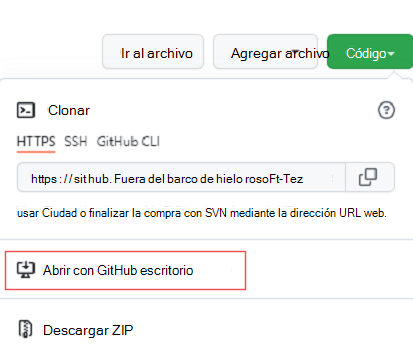 Ir al archivo
Agregar archivo
Código
Clonar
HTTPS SSH GitHub CLI
https://sithub. Fuera del barco de hielo rosoFt-Tez
usar Ciudad o finalizar la compra con SVN mediante la dirección URL web.
Abrir con GitHub escritorio
Descargar ZIP